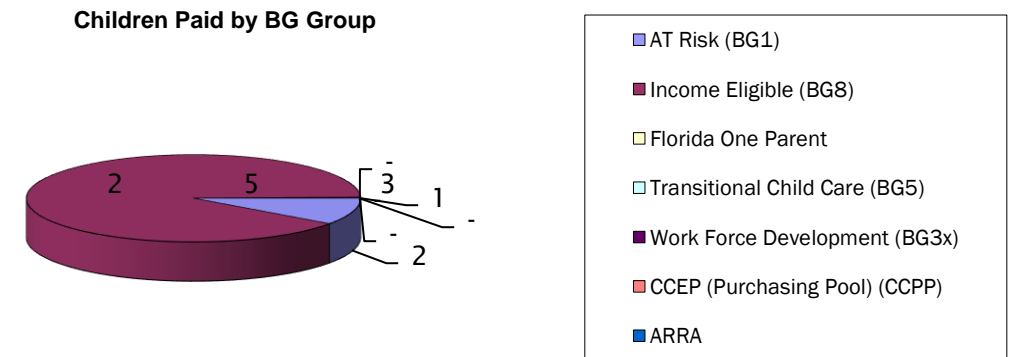 Children Paid by BG Group
2
5
-
3
1
-
-
2
AT Risk (BG1)
Income Eligible (BG8)
Florida One Parent
Transitional Child Care (BG5)
Work Force Development (BG3x)
CCEP (Purchasing Pool) (CCPP)
ARRA